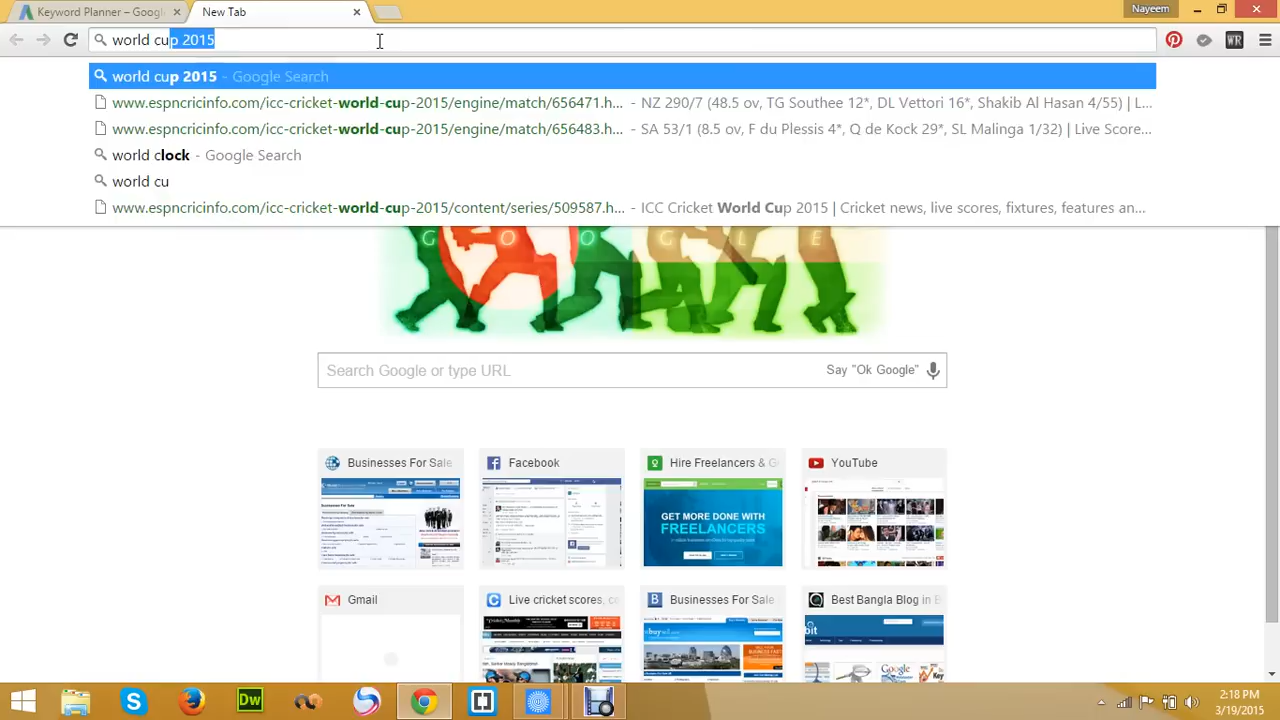 Keyword Planner – Googl
New Tab
Nayeem
world cup 2015
WR
world cup 2015 - Google Search
www.espncricinfo.com/icc-cricket-world-cup-2015/engine/match/656471.h... - NZ 290/7 (48.5 ov, TG Southee 12*, DL Vettori 16*, Shakib Al Hasan 4/55) | L...
www.espncricinfo.com/icc-cricket-world-cup-2015/engine/match/656483.h... - SA 53/1 (8.5 ov, F du Plessis 4*, Q de Kock 29*, SL Malinga 1/32) | Live Score...
world clock - Google Search
world cu
www.espncricinfo.com/icc-cricket-world-cup-2015/content/series/509587.h... - ICC Cricket World Cup 2015 | Cricket news, live scores, fixtures, features an...
G O O G L E
Search Google or type URL
Say "Ok Google"
Businesses For Sale
Facebook
Hire Freelancers & G
YouTube
GET MORE DONE WITH
FREELANCERS
Gmail
Live cricket scores, co
Businesses For Sale
Best Bangla Blog in B
Dw
2:18 PM
3/19/2015